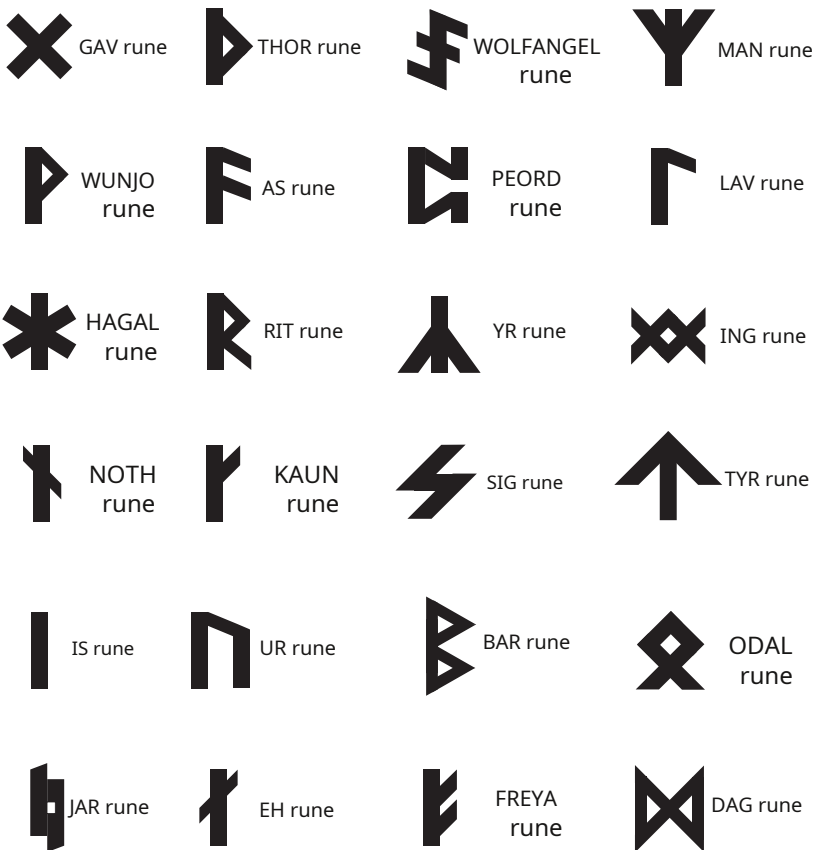 GAV rune
THOR rune
WOLFANGEL
rune
MAN rune
WUNJO
rune
AS rune
PEORD
rune
LAV rune
HAGAL
rune
RIT rune
YR rune
ING rune
NOTH
rune
KAUN
rune
SIG rune
TYR rune
IS rune
UR rune
BAR rune
ODAL
rune
JAR rune
EH rune
FREYA
rune
DAG rune